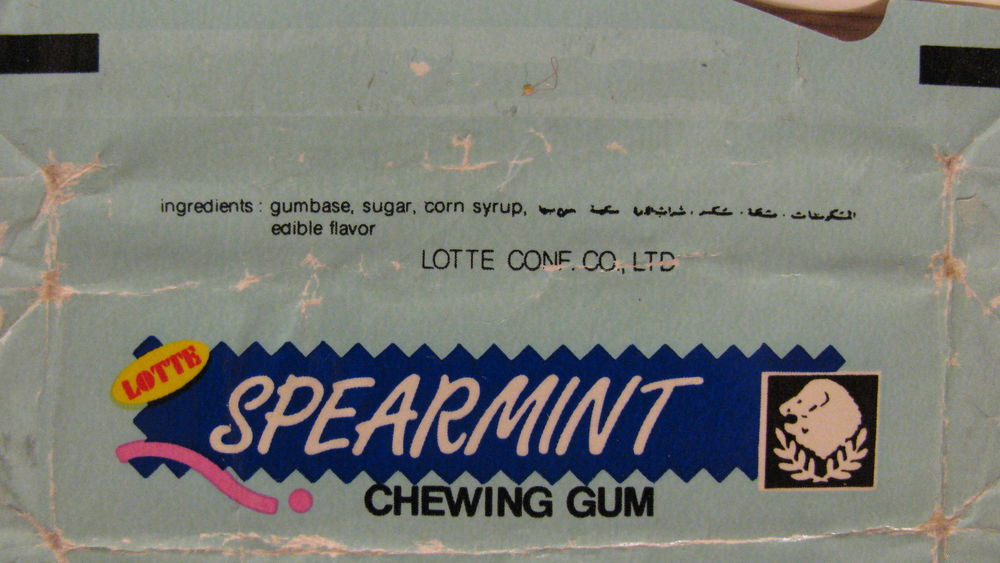 ingredients : gumbase, sugar, corn syrup,
edible flavor
LOTTE CONF. CO., LTD
LOTTE
SPEARMINT
CHEWING GUM